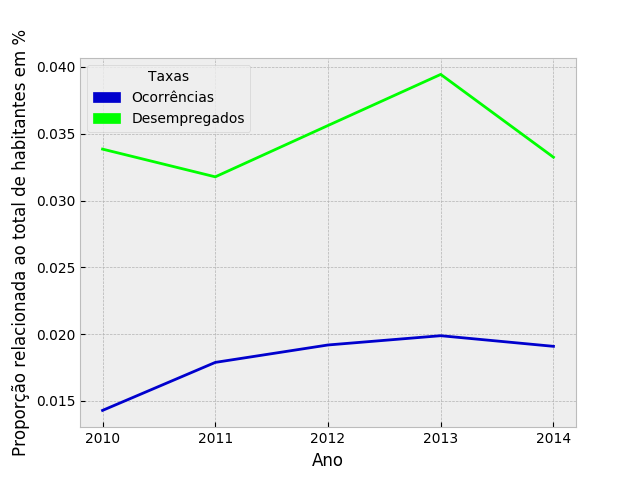 Proporção relacionada ao total de habitantes em %
0.040
0.035
0.030
0.025
0.020
0.015
Taxas
Ocorrências
Desempregados
2010 2011 2012 2013 2014
Ano